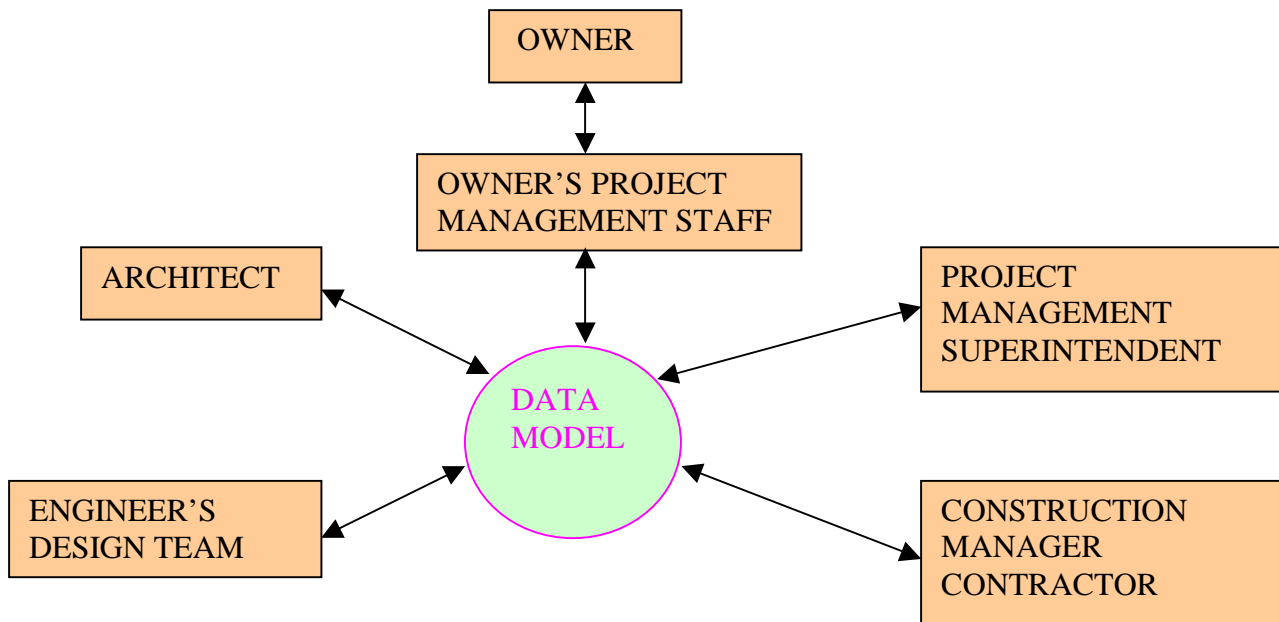 OWNER
OWNER’S PROJECT
MANAGEMENT STAFF
ARCHITECT
PROJECT
MANAGEMENT
SUPERINTENDENT
DATA
MODEL
ENGINEER’S
DESIGN TEAM
CONSTRUCTION
MANAGER
CONTRACTOR